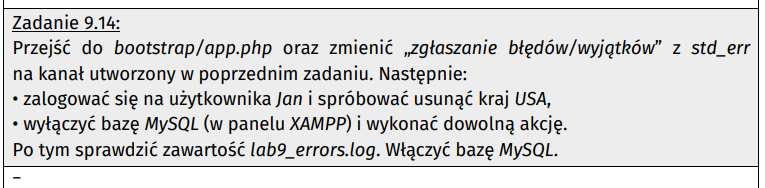 Zadanie 9.14:
Przejść do bootstrap/app.php oraz zmienić „zgłaszanie błędów/wyjątków” z std_err
na kanał utworzony w poprzednim zadaniu. Następnie:
• zalogować się na użytkownika Jan i spróbować usunąć kraj USA,
• wyłączyć bazę MySQL (w panelu XAMPP) i wykonać dowolną akcję.
Po tym sprawdzić zawartość lab9_errors.log. Włączyć bazę MySQL.
–